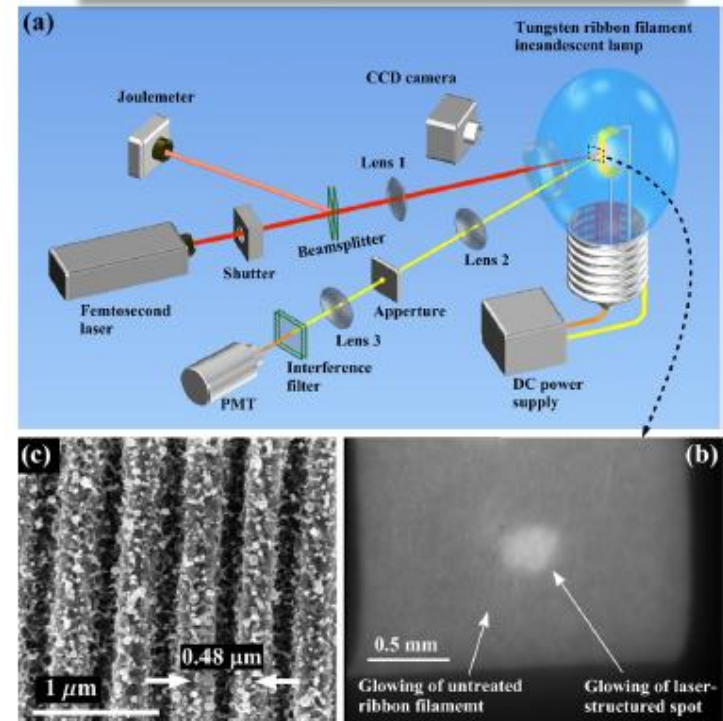 (a)
Tungsten ribbon filament
incandescent lamp
CCD camera
Joulemeter
Lens 1
Beamsplitter
Shutter
Lens 2
Femtosecond
laser
Apperture
Lens 3
Interference
filter
PMT
DC power
supply
(c)
0.48 μm
1 μm
(b)
0.5 mm
Glowing of untreated
ribbon filamemt
Glowing of laser-
structured spot